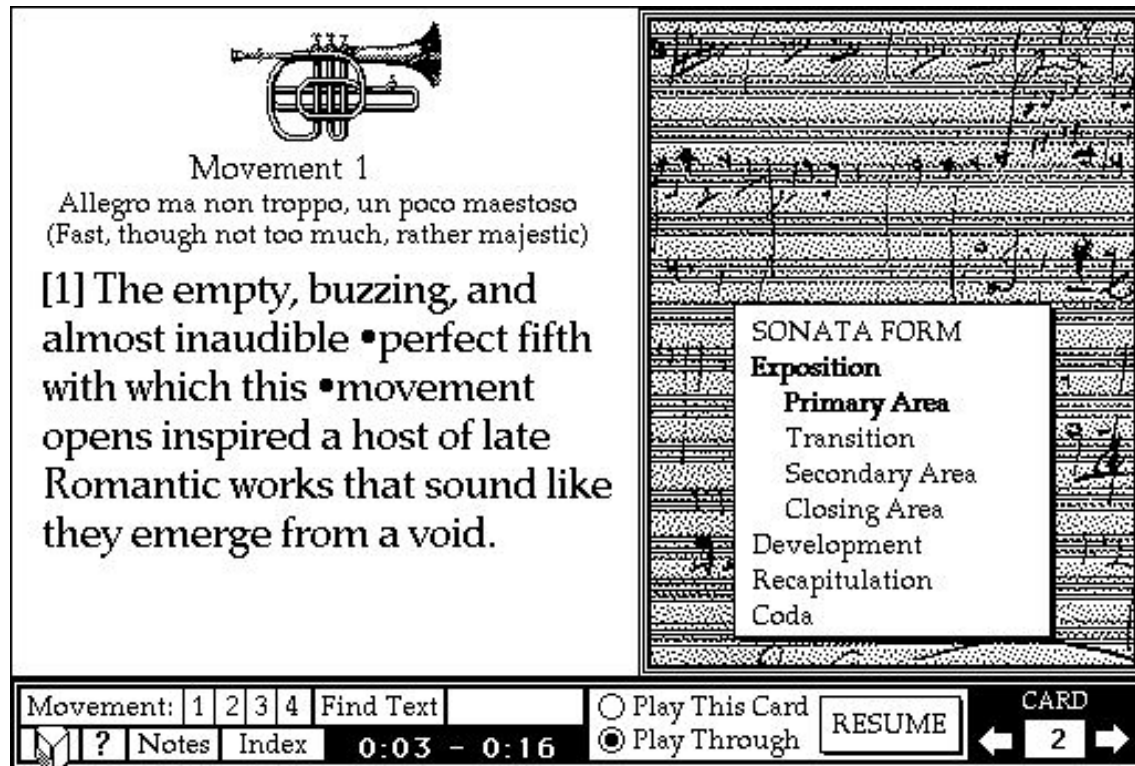 Movement 1
Allegro ma non troppo, un poco maestoso
(Fast, though not too much, rather majestic)
[1] The empty, buzzing, and
almost inaudible •perfect fifth
with which this •movement
opens inspired a host of late
Romantic works that sound like
they emerge from a void.
SONATA FORM
Exposition
Primary Area
Transition
Secondary Area
Closing Area
Development
Recapitulation
Coda
Movement: 1 2 3 4 Find Text
? Notes Index 0:03 - 0:16
Play This Card
Play Through
RESUME
CARD
2